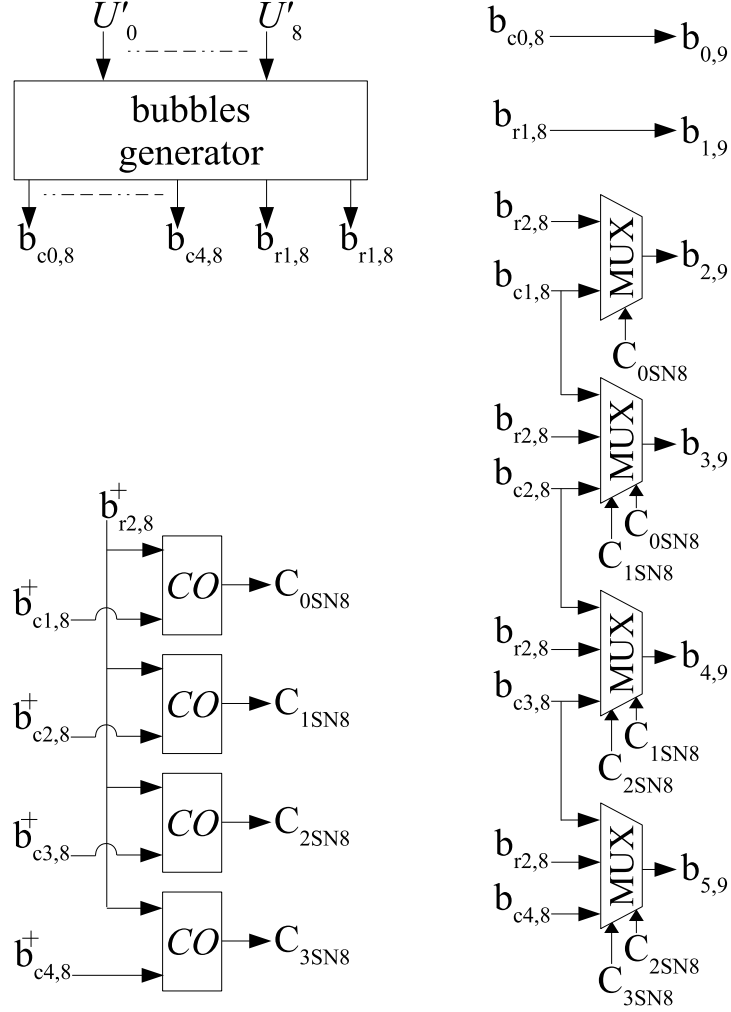 U'0 U'8
bubbles
generator
bc0,8 bc4,8 br1,8 br1,8
b+r2,8
b+c1,8 CO C0SN8
b+c2,8 CO C1SN8
b+c3,8 CO C2SN8
b+c4,8 CO C3SN8
bc0,8 b0,9
br1,8 b1,9
br2,8
bc1,8 MUX b2,9
C0SN8
br2,8 MUX b3,9
bc2,8
C0SN8
C1SN8
br2,8 MUX b4,9
bc3,8
C1SN8
C2SN8
br2,8 MUX b5,9
bc4,8
C2SN8
C3SN8